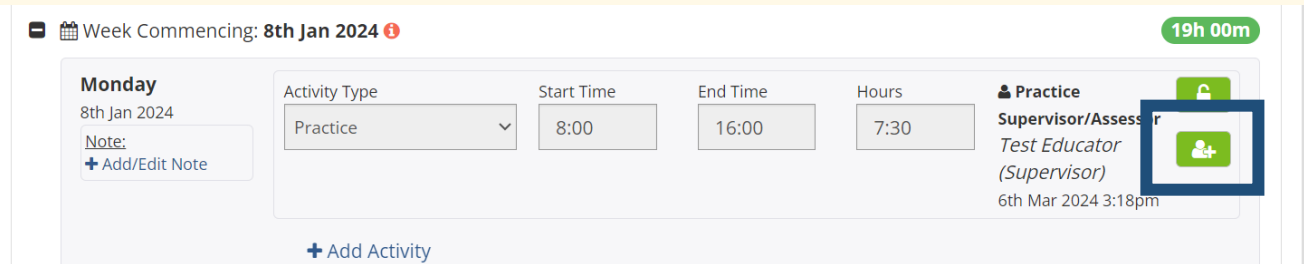 Week Commencing: 8th Jan 2024
19h 00m
Monday
8th Jan 2024
Note:
Add/Edit Note
Activity Type
Practice
Start Time
8:00
End Time
16:00
Hours
7:30
Practice
Supervisor/Assessor
Test Educator
(Supervisor)
6th Mar 2024 3:18pm
Add Activity